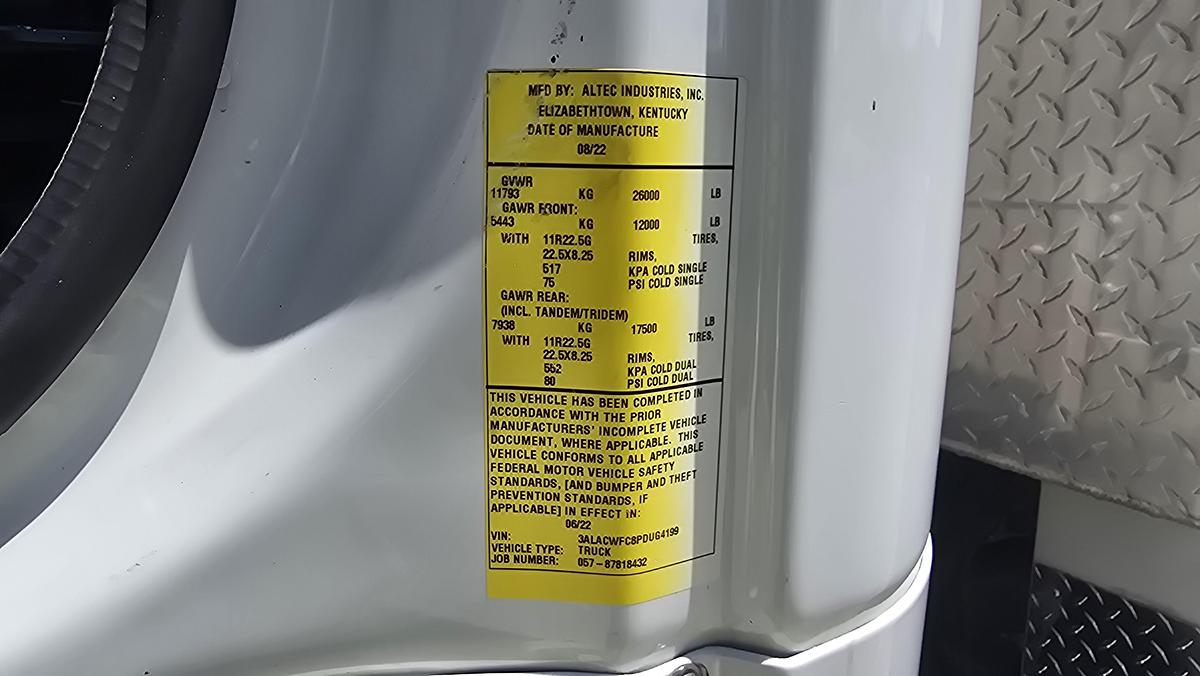 MFD BY: ALTEC INDUSTRIES, INC.
ELIZABETHTOWN, KENTUCKY
DATE OF MANUFACTURE
08/22
GVWR
11793 KG 26000 LB
GAWR FRONT:
5443 KG 12000 LB
WITH 11R22.5G TIRES,
22.5X8.25 RIMS,
517 KPA COLD SINGLE
75 PSI COLD SINGLE
GAWR REAR:
(INCL. TANDEM/TRIDEM)
7938 KG 17500 LB
WITH 11R22.5G TIRES,
22.5X8.25 RIMS,
552 KPA COLD DUAL
80 PSI COLD DUAL
THIS VEHICLE HAS BEEN COMPLETED IN
ACCORDANCE WITH THE PRIOR
MANUFACTURERS' INCOMPLETE VEHICLE
DOCUMENT, WHERE APPLICABLE. THIS
VEHICLE CONFORMS TO ALL APPLICABLE
FEDERAL MOTOR VEHICLE SAFETY
STANDARDS, [AND BUMPER AND THEFT
PREVENTION STANDARDS, IF
APPLICABLE] IN EFFECT IN:
06/22
VIN: 3ALACWFC8PDUG4199
VEHICLE TYPE: TRUCK
JOB NUMBER: 057-87818432